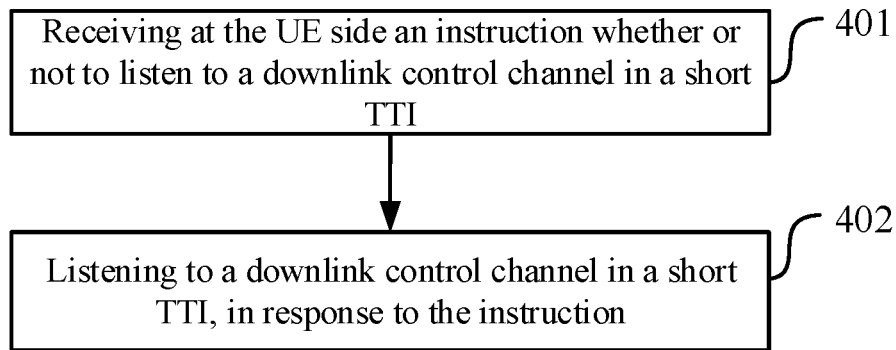 Receiving at the UE side an instruction whether or
not to listen to a downlink control channel in a short
TTI
401
Listening to a downlink control channel in a short
TTI, in response to the instruction
402